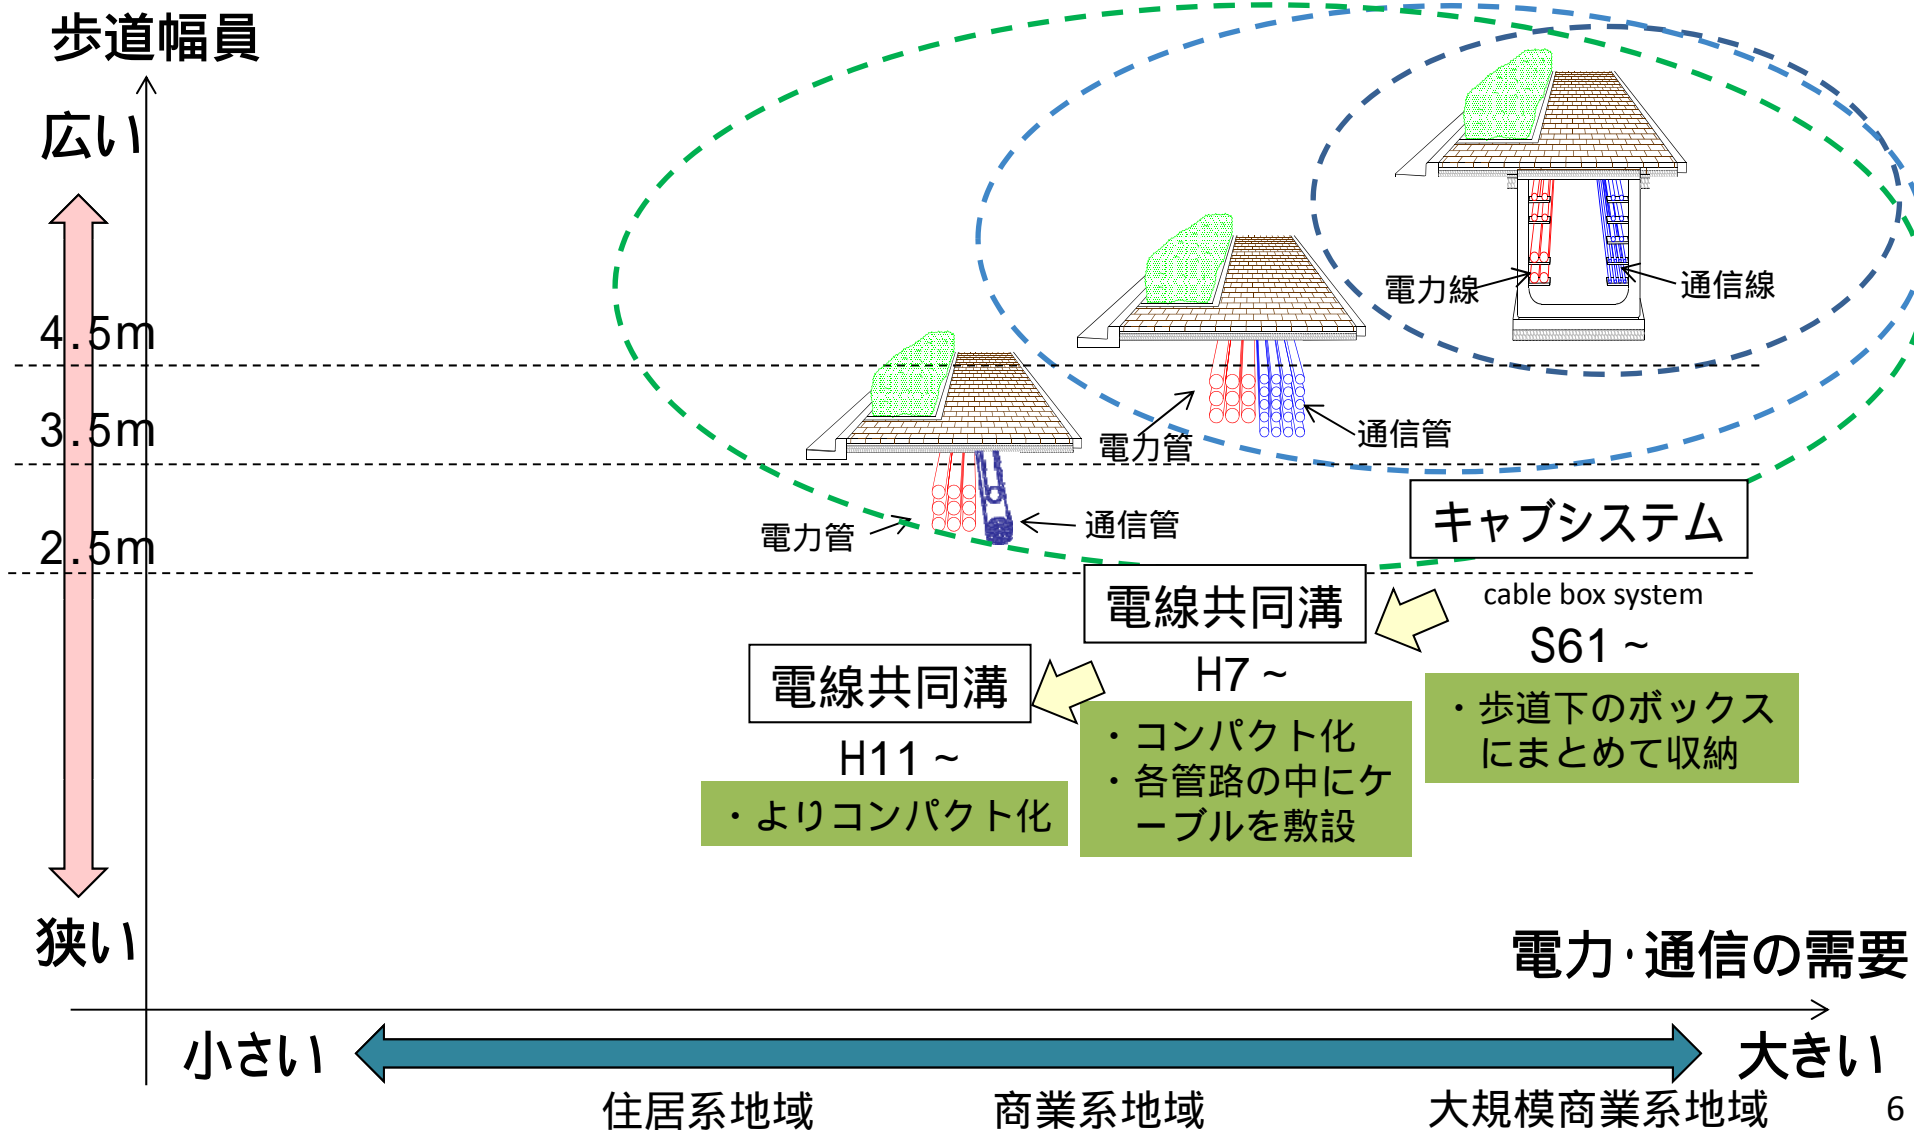 歩道幅員
広い
4.5m
3.5m
2.5m
狭い
電力線
通信線
電力管
通信管
電力管
通信管
キャブシステム
cable box system
S61 ~
・歩道下のボックス
にまとめて収納
電線共同溝
H7 ~
・コンパクト化
・各管路の中にケ
ーブルを敷設
電線共同溝
H11 ~
・よりコンパクト化
電力・通信の需要
小さい
大きい
住居系地域
商業系地域
大規模商業系地域
6